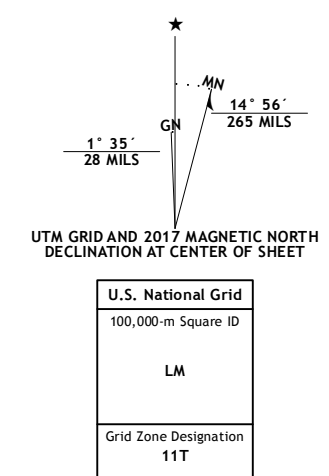 ★
MN
GN
14° 56´
265 MILS
1° 35´
28 MILS
UTM GRID AND 2017 MAGNETIC NORTH
DECLINATION AT CENTER OF SHEET
U.S. National Grid
100,000-m Square ID
LM
Grid Zone Designation
11T